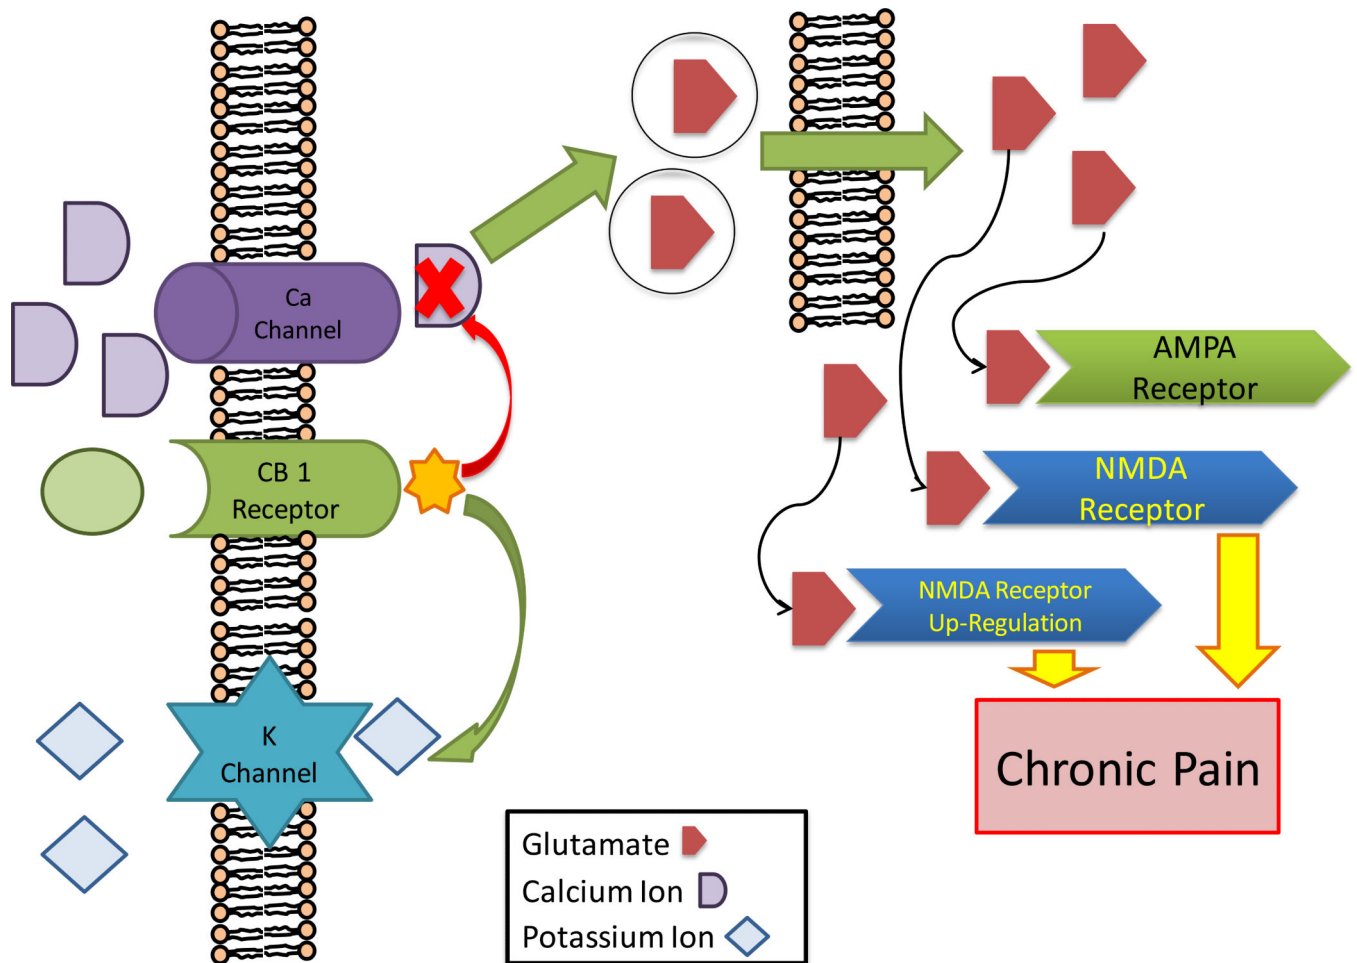 Ca
Channel
CB 1
Receptor
K
Channel
AMPA
Receptor
NMDA
Receptor
NMDA Receptor
Up-Regulation
Chronic Pain
Glutamate
Calcium Ion
Potassium Ion